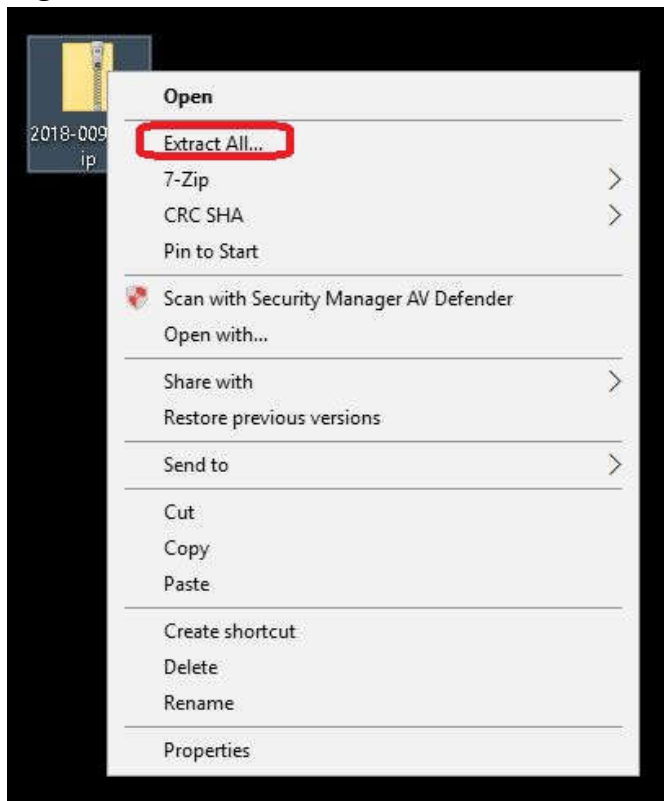 2018-009
ip
Open
Extract All...
7-Zip
CRC SHA
Pin to Start
Scan with Security Manager AV Defender
Open with...
Share with
Restore previous versions
Send to
Cut
Copy
Paste
Create shortcut
Delete
Rename
Properties